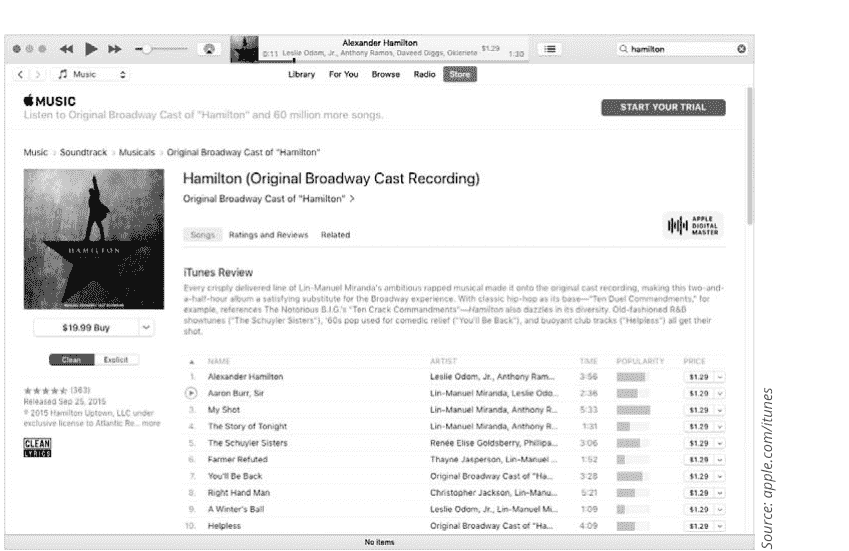 Alexander Hamilton
0:11 Leslie Odom, Jr., Anthony Ramos, Daveed Diggs, Okieriete $1.29 1:30
hamilton
Music
Library For You Browse Radio Store
MUSIC
Listen to Original Broadway Cast of "Hamilton" and 60 million more songs.
START YOUR TRIAL
Music > Soundtrack > Musicals > Original Broadway Cast of "Hamilton"
HAMILTON
Hamilton (Original Broadway Cast Recording)
Original Broadway Cast of "Hamilton" >
APPLE
DIGITAL
MASTER
Songs Ratings and Reviews Related
iTunes Review
Every crisply delivered line of Lin-Manuel Miranda's ambitious rapped musical made it onto the original cast recording, making this two-and-
a-half-hour album a satisfying substitute for the Broadway experience. With classic hip-hop as its base—"Ten Duel Commandments," for
example, references The Notorious B.I.G.'s "Ten Crack Commandments"—Hamilton also dazzles in its diversity. Old-fashioned R&B
showtunes ("The Schuyler Sisters"), '60s pop used for comedic relief ("You'll Be Back"), and buoyant club tracks ("Helpless") all get their
shot.
$19.99 Buy
Clean Explicit
(363)
Released Sep 25, 2015
℗ 2015 Hamilton Uptown, LLC under
exclusive license to Atlantic Re... more
CLEAN
LYRICS
NAME ARTIST TIME POPULARITY PRICE
1. Alexander Hamilton Leslie Odom, Jr., Anthony Ram... 3:56 $1.29
Aaron Burr, Sir Lin-Manuel Miranda, Leslie Odo... 2:36 $1.29
3. My Shot Lin-Manuel Miranda, Anthony R... 5:33 $1.29
4. The Story of Tonight Lin-Manuel Miranda, Anthony R... 1:31 $1.29
5. The Schuyler Sisters Renée Elise Goldsberry, Phillipa... 3:06 $1.29
6. Farmer Refuted Thayne Jasperson, Lin-Manuel ... 1:52 $1.29
7. You'll Be Back Original Broadway Cast of "Ha... 3:28 $1.29
8. Right Hand Man Christopher Jackson, Lin-Manu... 5:21 $1.29
9. A Winter's Ball Leslie Odom, Jr., Lin-Manuel Mi... 1:09 $1.29
10. Helpless Original Broadway Cast of "Ha... 4:09 $1.29
No items
Source: apple.com/itunes